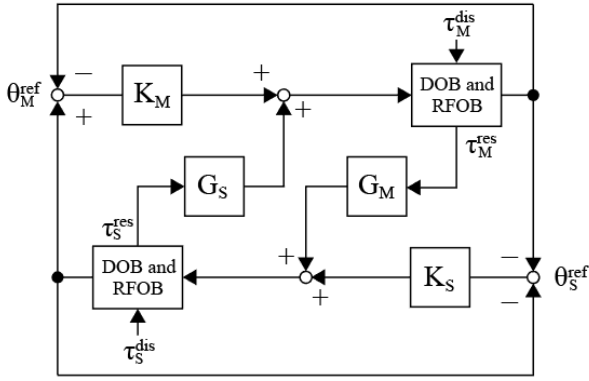 τ_M^dis
− + DOB and
θ_M^ref K_M RFOB
+ +
τ_M^res
G_S G_M
τ_S^res
+ − 
DOB and K_S θ_S^ref
RFOB + −
τ_S^dis